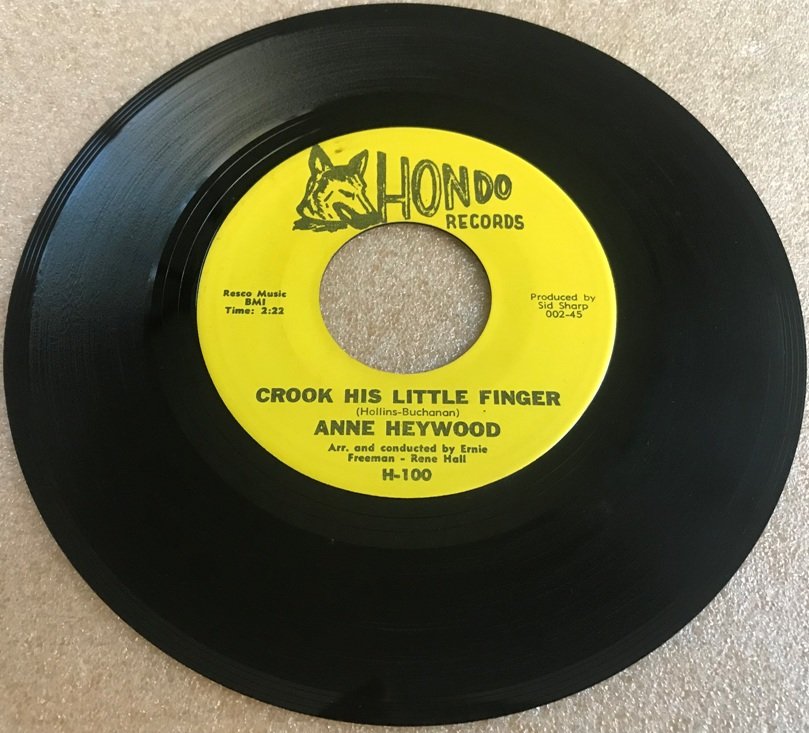 HONDO
RECORDS
Resco Music
BMI
Time: 2:22
Produced by
Sid Sharp
002-45
CROOK HIS LITTLE FINGER
(Hollins-Buchanan)
ANNE HEYWOOD
Arr. and conducted by Ernie
Freeman - Rene Hall
H-100